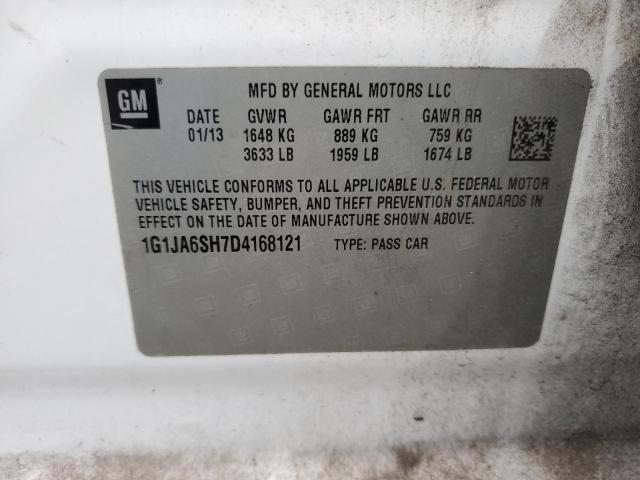 GM
MFD BY GENERAL MOTORS LLC
DATE GVWR GAWR FRT GAWR RR
01/13 1648 KG 889 KG 759 KG
3633 LB 1959 LB 1674 LB
THIS VEHICLE CONFORMS TO ALL APPLICABLE U.S. FEDERAL MOTOR
VEHICLE SAFETY, BUMPER, AND THEFT PREVENTION STANDARDS IN
EFFECT ON THE DATE OF MANUFACTURE SHOWN ABOVE.
1G1JA6SH7D4168121 TYPE: PASS CAR